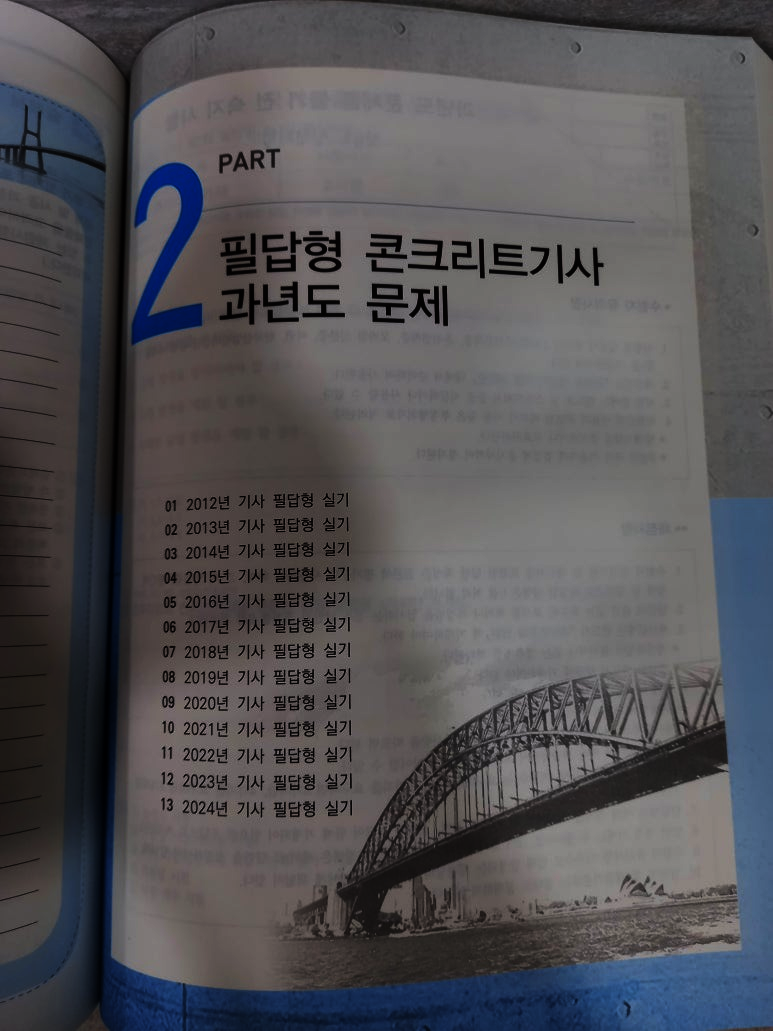 2
PART
필답형 콘크리트기사
과년도 문제
01 2012년 기사 필답형 실기
02 2013년 기사 필답형 실기
03 2014년 기사 필답형 실기
04 2015년 기사 필답형 실기
05 2016년 기사 필답형 실기
06 2017년 기사 필답형 실기
07 2018년 기사 필답형 실기
08 2019년 기사 필답형 실기
09 2020년 기사 필답형 실기
10 2021년 기사 필답형 실기
11 2022년 기사 필답형 실기
12 2023년 기사 필답형 실기
13 2024년 기사 필답형 실기